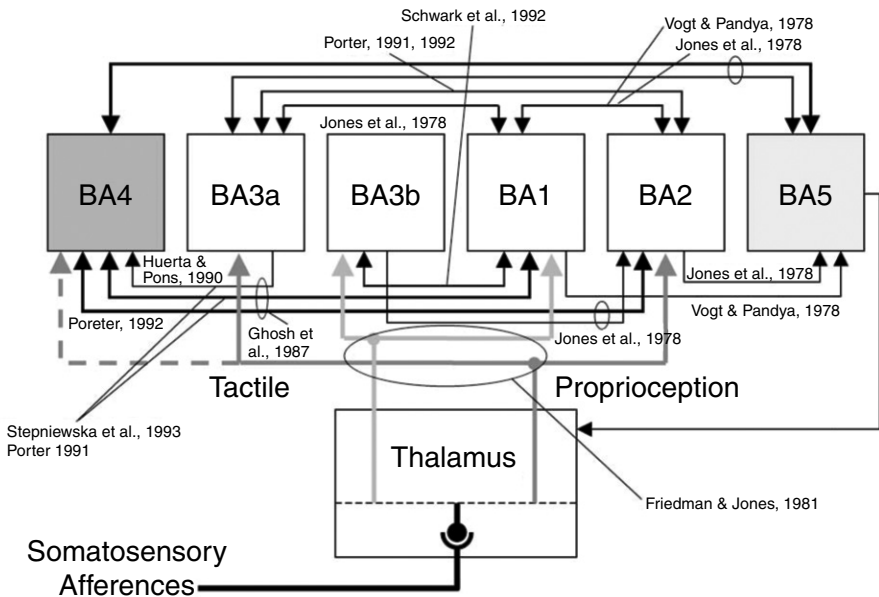 Schwark et al., 1992
Vogt & Pandya, 1978
Porter, 1991, 1992
Jones et al., 1978
Jones et al., 1978
BA4
BA3a
BA3b
BA1
BA2
BA5
Huerta &
Pons, 1990
Jones et al., 1978
Poreter, 1992
Ghosh et
al., 1987
Jones et al., 1978
Vogt & Pandya, 1978
Tactile
Proprioception
Stepniewska et al., 1993
Porter 1991
Thalamus
Friedman & Jones, 1981
Somatosensory
Afferences